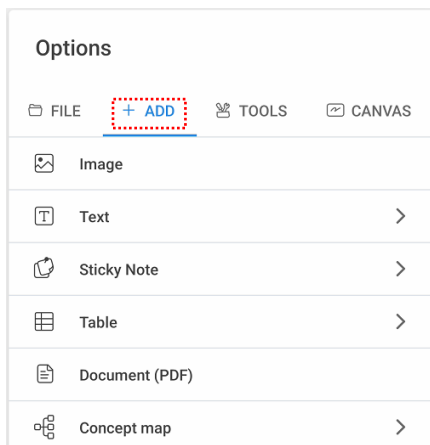 Options
FILE + ADD TOOLS CANVAS
Image
Text
Sticky Note
Table
Document (PDF)
Concept map